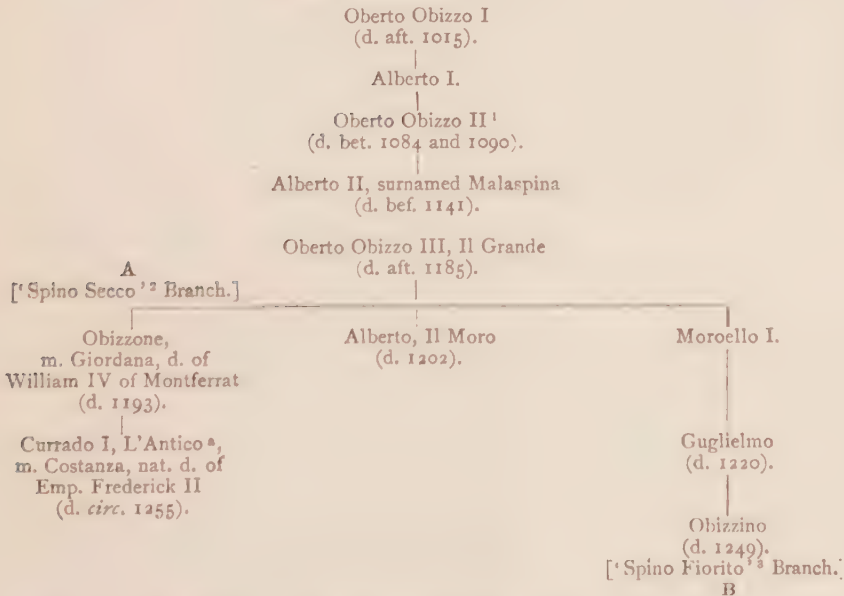 Oberto Obizzo I
(d. aft. 1015).
Alberto I.
Oberto Obizzo II ¹
(d. bet. 1084 and 1090).
Alberto II, surnamed Malaspina
(d. bef. 1141).
Oberto Obizzo III, Il Grande
(d. aft. 1185).
A
[‘Spino Secco’² Branch.]
Obizzone,
m. Giordana, d. of
William IV of Montferrat
(d. 1193).
Currado I, L'Antico ª,
m. Costanza, nat. d. of
Emp. Frederick II
(d. circ. 1255).
Alberto, Il Moro
(d. 1202).
Moroello I.
Guglielmo
(d. 1220).
Obizzino
(d. 1249).
[‘Spino Fiorito’³ Branch.]
B